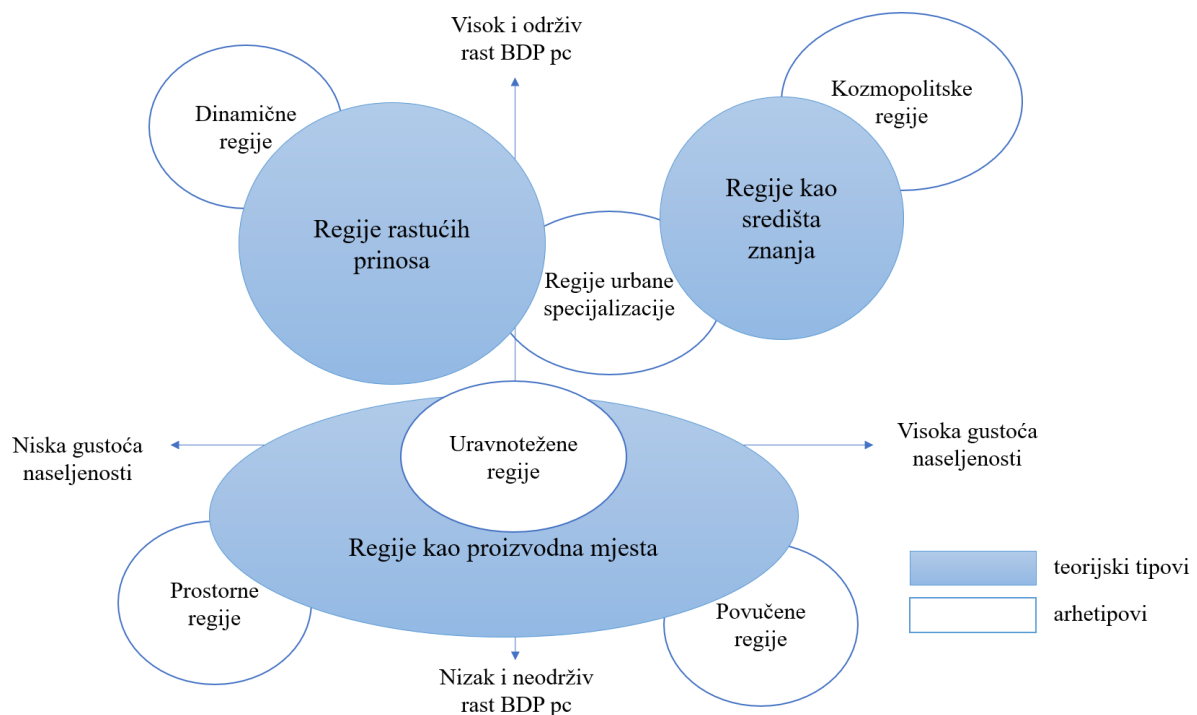 Visok i održiv
rast BDP pc
Dinamične
regije
Kozmopolitske
regije
Regije rastućih
prinosa
Regije kao
središta
znanja
Regije urbane
specijalizacije
Niska gustoća
naseljenosti
Uravnotežene
regije
Visoka gustoća
naseljenosti
Regije kao proizvodna mjesta
Prostorne
regije
Povučene
regije
Nizak i neodrživ
rast BDP pc
teorijski tipovi
arhetipovi